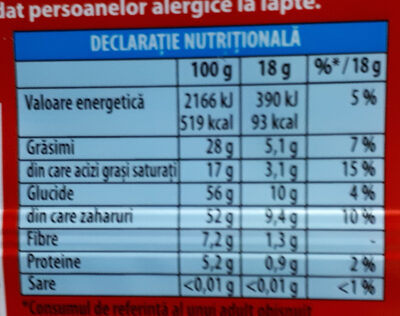 dat persoanelor alergice la lapte.
DECLARAȚIE NUTRIȚIONALĂ
100 g 18 g %*/18 g
Valoare energetică 2166 kJ 390 kJ 5 %
519 kcal 93 kcal
Grăsimi 28 g 5,1 g 7 %
din care acizi grași saturați 17 g 3,1 g 15 %
Glucide 56 g 10 g 4 %
din care zaharuri 52 g 9,4 g 10 %
Fibre 7,2 g 1,3 g -
Proteine 5,2 g 0,9 g 2 %
Sare <0,01 g <0,01 g <1 %
*Consumul de referință al unui adult obișnuit